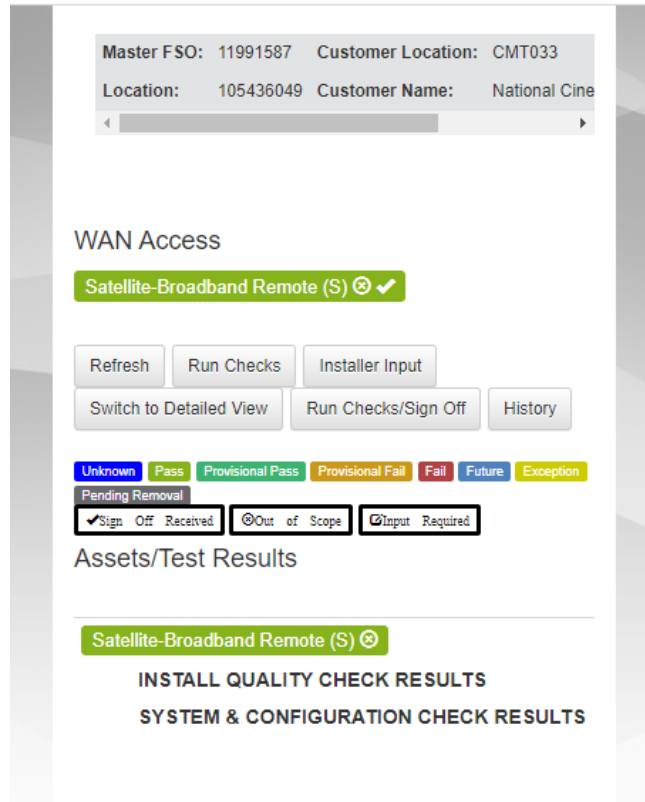 Master FSO: 11991587 Customer Location: CMT033
Location: 105436049 Customer Name: National Cine
WAN Access
Satellite-Broadband Remote (S)
Refresh Run Checks Installer Input
Switch to Detailed View Run Checks/Sign Off History
Unknown Pass Provisional Pass Provisional Fail Fail Future Exception
Pending Removal
Sign Off Received Out of Scope Input Required
Assets/Test Results
Satellite-Broadband Remote (S)
INSTALL QUALITY CHECK RESULTS
SYSTEM & CONFIGURATION CHECK RESULTS